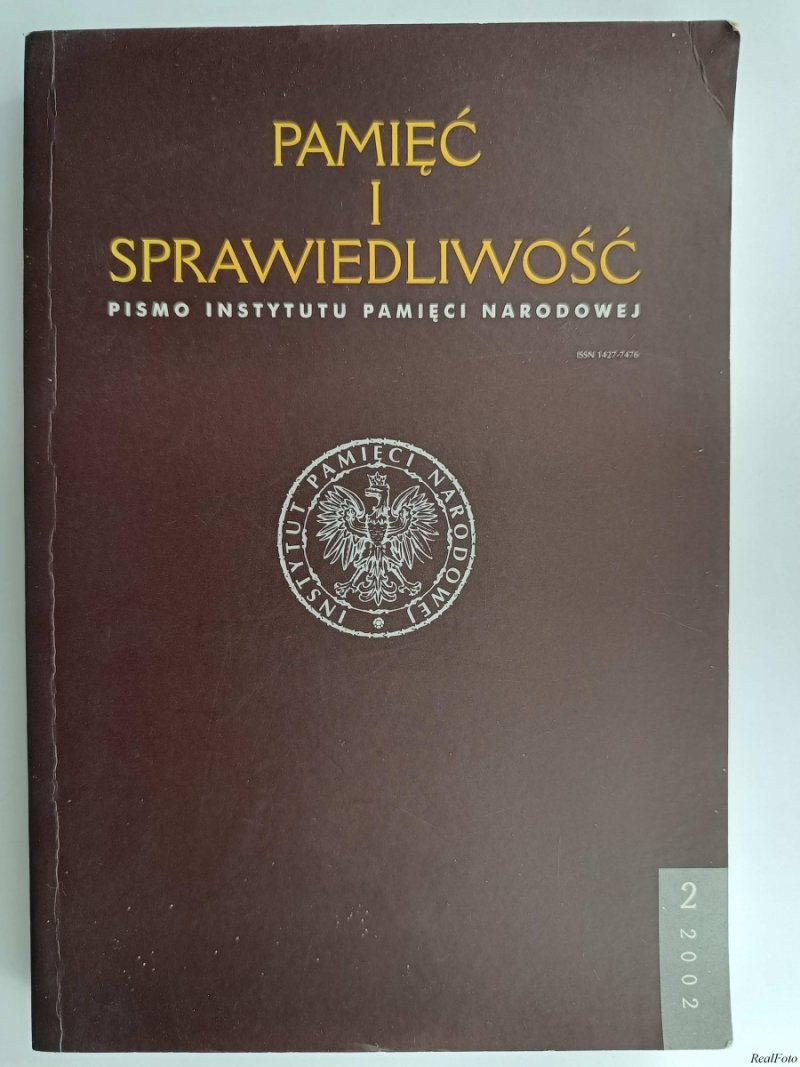 PAMIĘĆ
I
SPRAWIEDLIWOŚĆ
PISMO INSTYTUTU PAMIĘCI NARODOWEJ
ISSN 1427-7476
INSTYTUT PAMIĘCI NARODOWEJ
2
2002
RealFoto